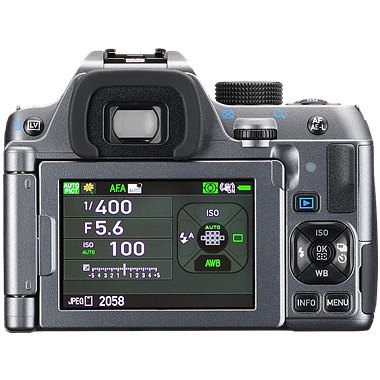 LV
AF
AE-L
AUTO
PICT
AFA
1/400
F5.6
ISO
AUTO
100
-5 4 3 2 1 1 2 3 4 +5
JPEG 2058
ISO
AUTO
AWB
ISO
OK
WB
INFO
MENU